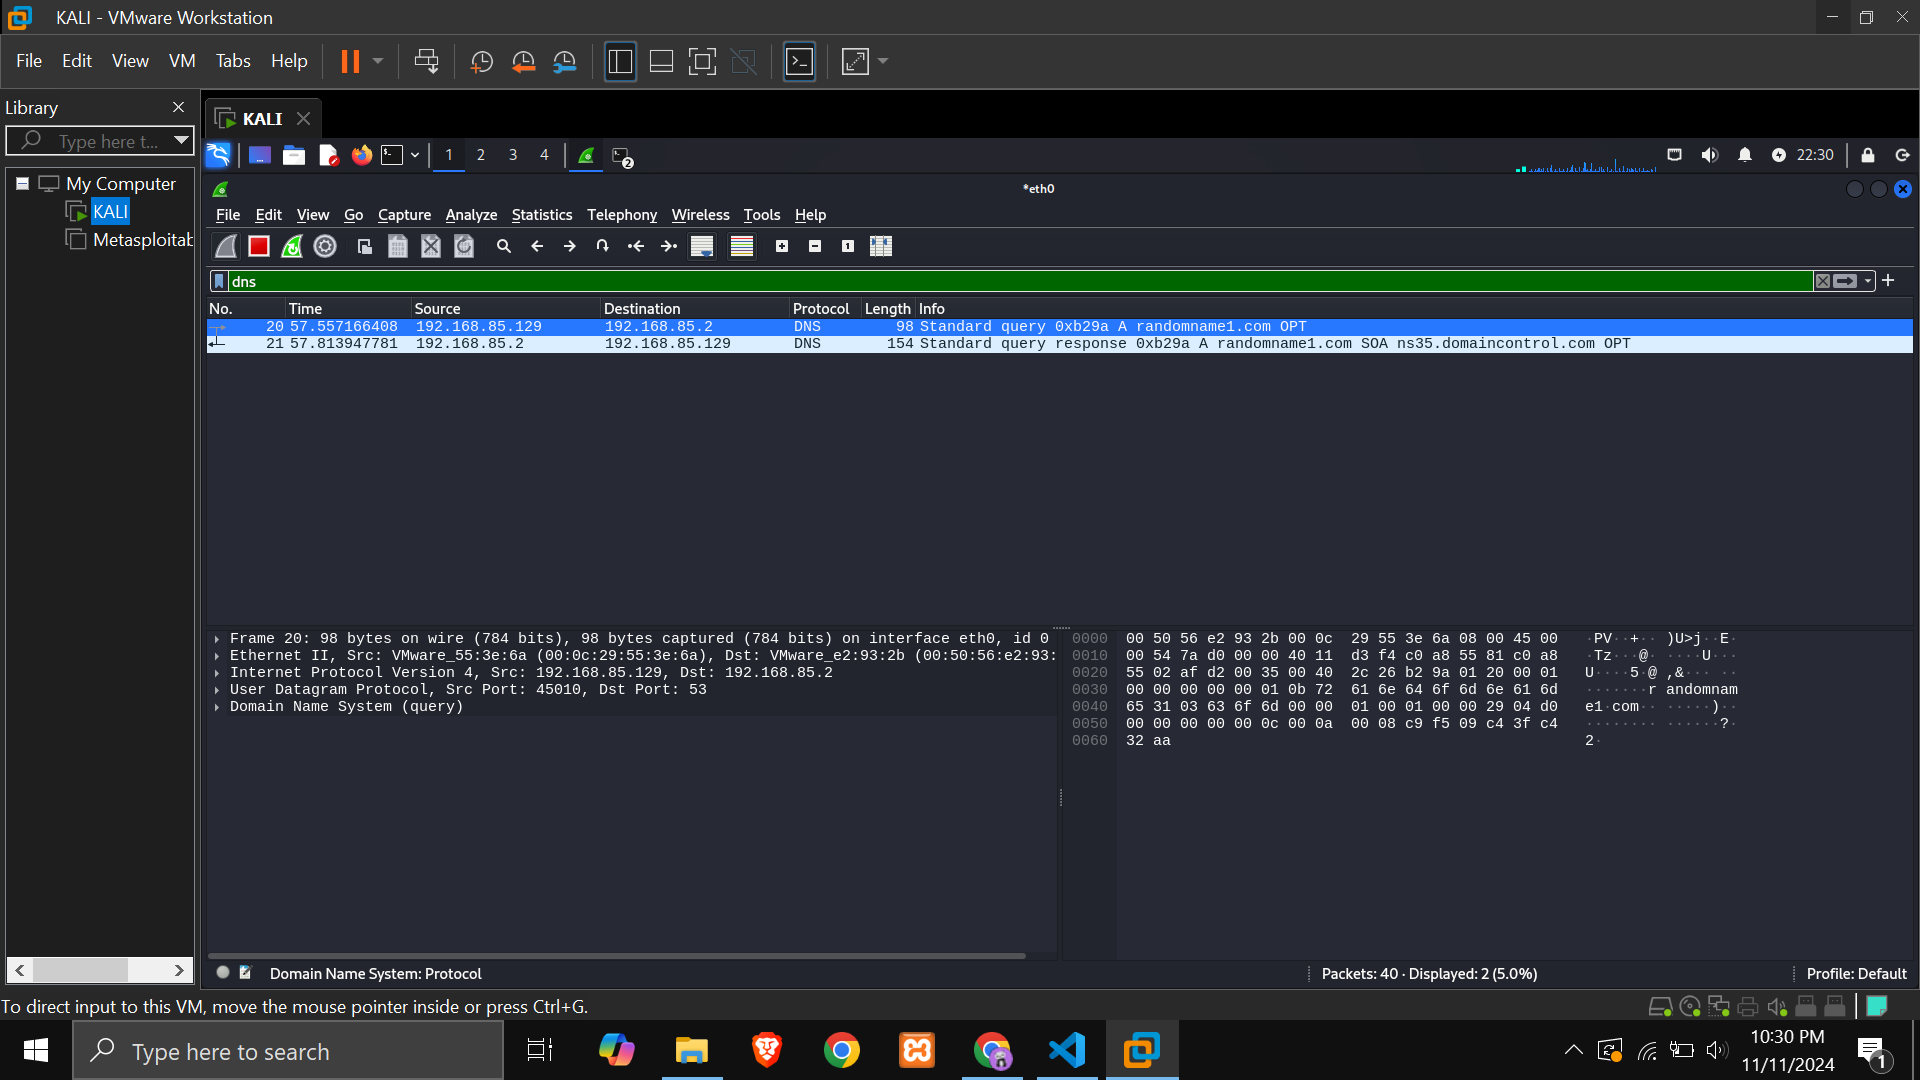 KALI - VMware Workstation
File Edit View VM Tabs Help
Library
Type here t...
My Computer
KALI
Metasploitab
KALI
1 2 3 4 2 22:30
*eth0
File Edit View Go Capture Analyze Statistics Telephony Wireless Tools Help
dns
No. Time Source Destination Protocol Length Info
20 57.557166408 192.168.85.129 192.168.85.2 DNS 98 Standard query 0xb29a A randomname1.com OPT
21 57.813947781 192.168.85.2 192.168.85.129 DNS 154 Standard query response 0xb29a A randomname1.com SOA ns35.domaincontrol.com OPT
Frame 20: 98 bytes on wire (784 bits), 98 bytes captured (784 bits) on interface eth0, id 0
Ethernet II, Src: VMware_55:3e:6a (00:0c:29:55:3e:6a), Dst: VMware_e2:93:2b (00:50:56:e2:93:
Internet Protocol Version 4, Src: 192.168.85.129, Dst: 192.168.85.2
User Datagram Protocol, Src Port: 45010, Dst Port: 53
Domain Name System (query)
0000 00 50 56 e2 93 2b 00 0c 29 55 3e 6a 08 00 45 00 ·PV··+·· )U>j··E·
0010 00 54 7a d0 00 00 40 11 d3 f4 c0 a8 55 81 c0 a8 ·Tz···@· ····U···
0020 55 02 af d2 00 35 00 40 2c 26 b2 9a 01 20 00 01 U····5·@ ,&··· ··
0030 00 00 00 00 00 01 0b 72 61 6e 64 6f 6d 6e 61 6d ·······r andomnam
0040 65 31 03 63 6f 6d 00 00 01 00 01 00 00 29 04 d0 e1·com·· ·····)··
0050 00 00 00 00 00 0c 00 0a 00 08 c9 f5 09 c4 3f c4 ········ ······?·
0060 32 aa 2·
Domain Name System: Protocol
Packets: 40 · Displayed: 2 (5.0%)
Profile: Default
To direct input to this VM, move the mouse pointer inside or press Ctrl+G.
Type here to search
10:30 PM
11/11/2024
1